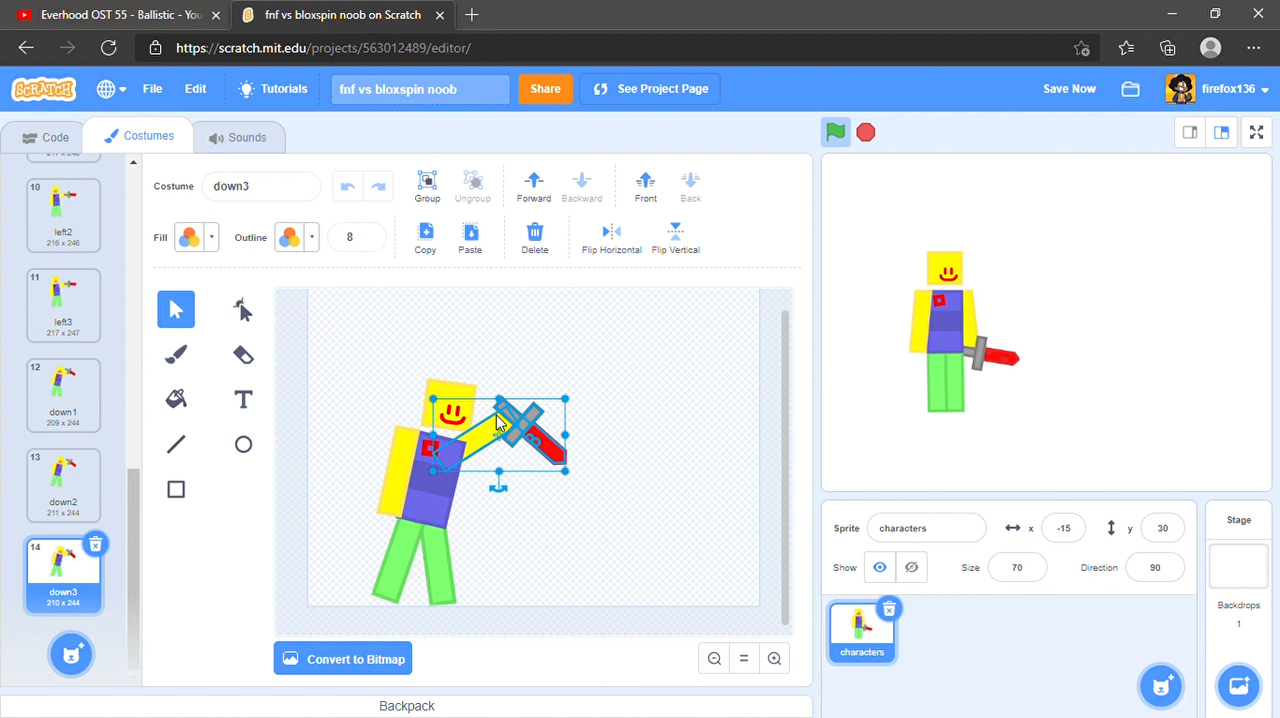 Everhood OST 55 - Ballistic - You
fnf vs bloxspin noob on Scratch
https://scratch.mit.edu/projects/563012489/editor/
SCRATCH
File
Edit
Tutorials
fnf vs bloxspin noob
Share
See Project Page
Save Now
firefox136
Code
Costumes
Sounds
10
left2
216 x 246
11
left3
217 x 247
12
down1
209 x 244
13
down2
211 x 244
14
down3
210 x 244
Costume
down3
Group
Ungroup
Forward
Backward
Front
Back
Fill
Outline
8
Copy
Paste
Delete
Flip Horizontal
Flip Vertical
T
Convert to Bitmap
Backpack
Sprite
characters
x
-15
y
30
Show
Size
70
Direction
90
characters
Stage
Backdrops
1